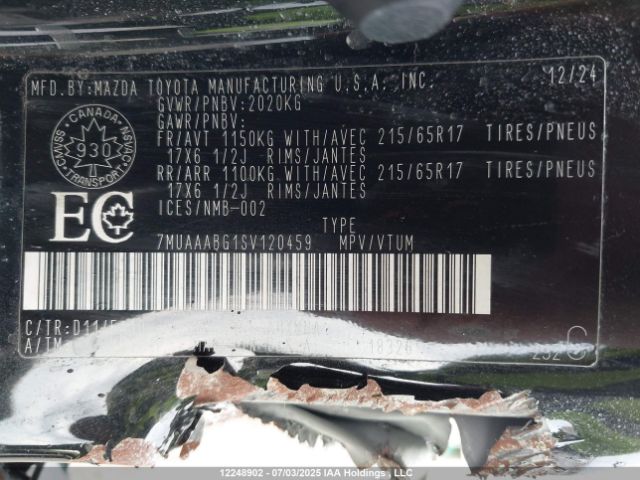 MFD.BY:MAZDA TOYOTA MANUFACTURING U.S.A. INC. 12/24
GVWR/PNBV:2020KG
GAWR/PNBV:
FR/AVT 1150KG WITH/AVEC 215/65R17 TIRES/PNEUS
17X6 1/2J RIMS/JANTES
RR/ARR 1100KG WITH/AVEC 215/65R17 TIRES/PNEUS
17X6 1/2J RIMS/JANTES
ICES/NMB-002
CANADA
SVMAC
NSVAC
930
TRANSPORT
EC
TYPE
7MUAAABG1SV120459 MPV/VTUM
C/TR:
A/TM
252 C
12248902 - 07/03/2025 IAA Holdings , LLC